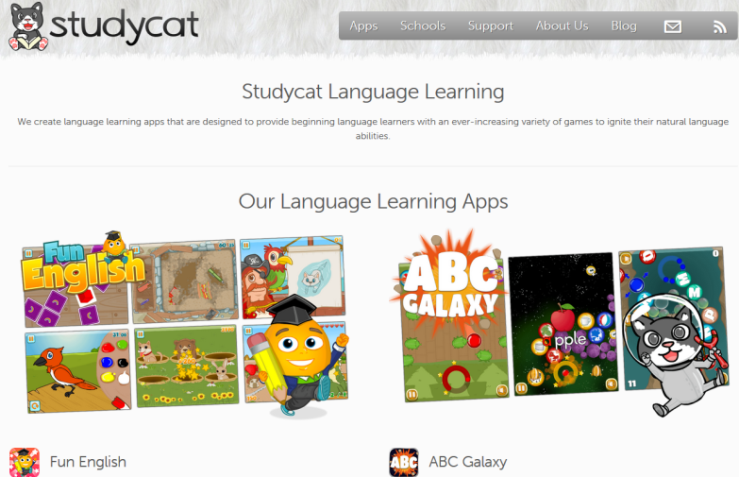 studycat
Apps Schools Support About Us Blog
Studycat Language Learning
We create language learning apps that are designed to provide beginning language learners with an ever-increasing variety of games to ignite their natural language
abilities.
Our Language Learning Apps
Fun
English
ABC
GALAXY
pple
11
Fun English
ABC
ABC Galaxy